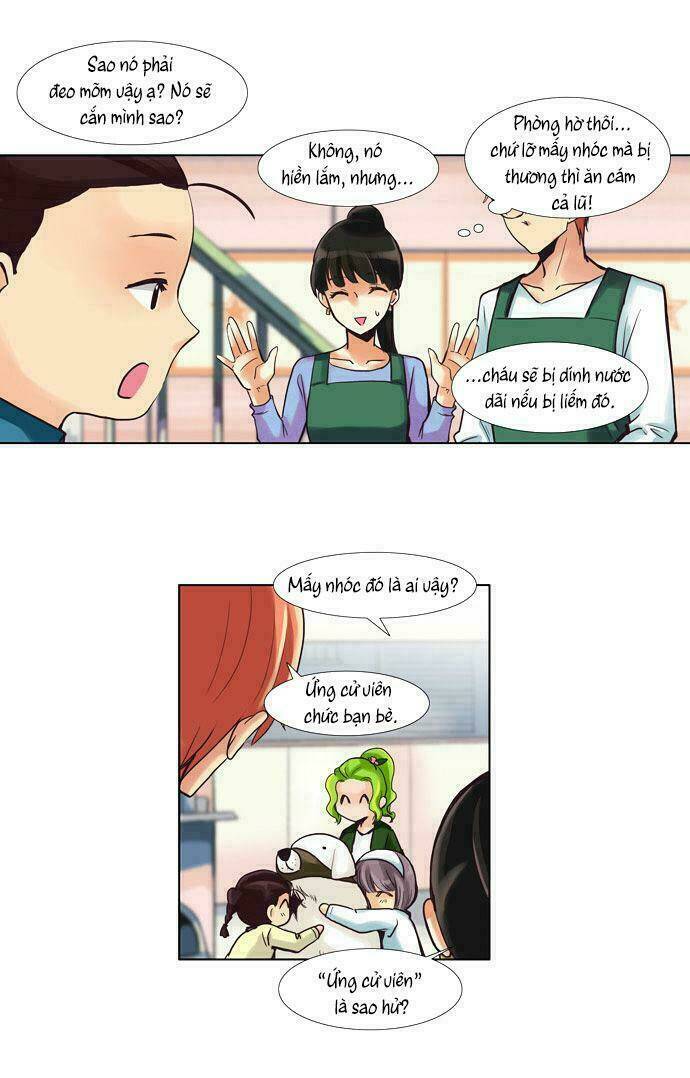 Sao nó phải
đeo mõm vậy ạ? Nó sẽ
cắn mình sao?
Không, nó
hiền lắm, nhưng...
Phòng hờ thôi...
chứ lỡ mấy nhóc mà bị
thương thì ăn cám
cả lũ!
...cháu sẽ bị dính nước
dãi nếu bị liếm đó.
Mấy nhóc đó là ai vậy?
Ứng cử viên
chức bạn bè.
“Ứng cử viên”
là sao hử?